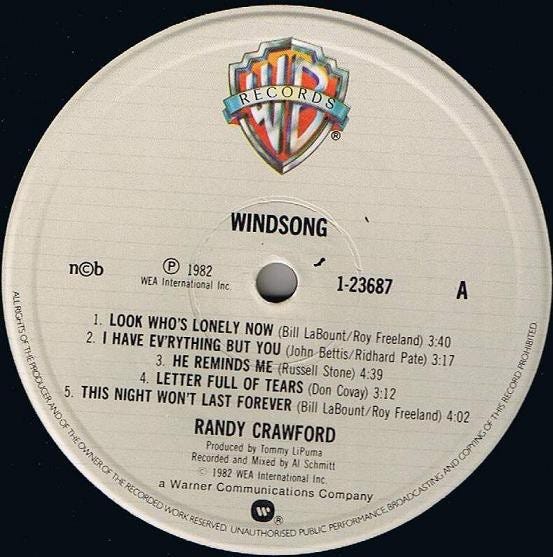 WB
RECORDS
®
WINDSONG
n©b
℗ 1982
WEA International Inc.
1-23687
A
1. LOOK WHO'S LONELY NOW (Bill LaBount/Roy Freeland) 3:40
2. I HAVE EV'RYTHING BUT YOU (John Bettis/Ridhard Pate) 3:17
3. HE REMINDS ME (Russell Stone) 4:39
4. LETTER FULL OF TEARS (Don Covay) 3:12
5. THIS NIGHT WON'T LAST FOREVER (Bill LaBount/Roy Freeland) 4:02
RANDY CRAWFORD
Produced by Tommy LiPuma
Recorded and Mixed by Al Schmitt
© 1982 WEA International Inc.
a Warner Communications Company
W®
ALL RIGHTS OF THE PRODUCER AND OF THE OWNER OF THE RECORDED WORK RESERVED. UNAUTHORISED PUBLIC PERFORMANCE, BROADCASTING AND COPYING OF THIS RECORD PROHIBITED